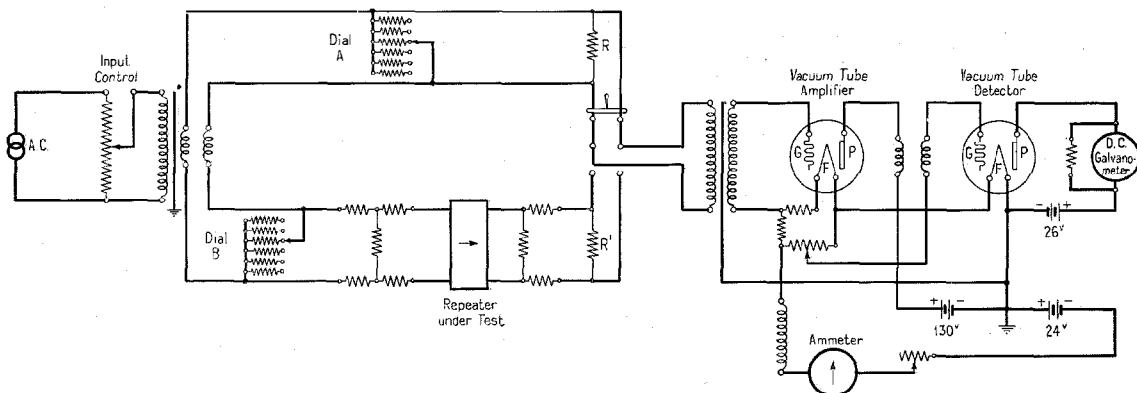 Input
Control
A.C.
Dial
A
R
Dial
B
R'
Repeater
under Test
Vacuum Tube
Amplifier
G
F
P
Vacuum Tube
Detector
G
F
P
D.C.
Galvano-
meter
- +
26v
+ -
130v
+ -
24v
Ammeter